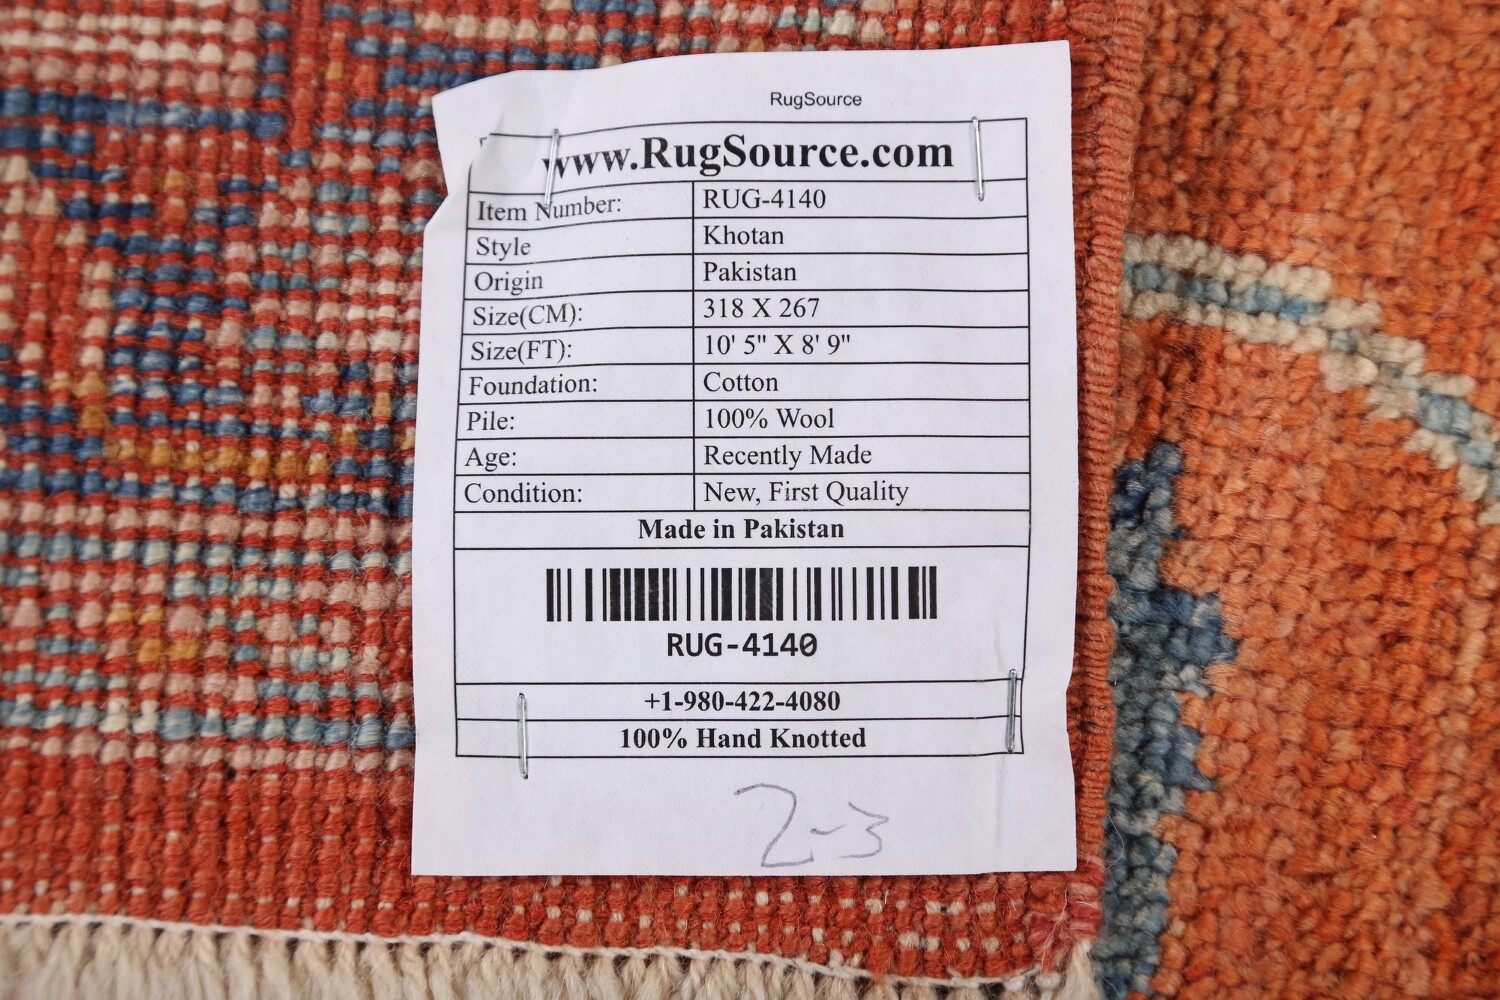 RugSource
www.RugSource.com
Item Number: RUG-4140
Style Khotan
Origin Pakistan
Size(CM): 318 X 267
Size(FT): 10' 5" X 8' 9"
Foundation: Cotton
Pile: 100% Wool
Age: Recently Made
Condition: New, First Quality
Made in Pakistan
RUG-4140
+1-980-422-4080
100% Hand Knotted
2-3